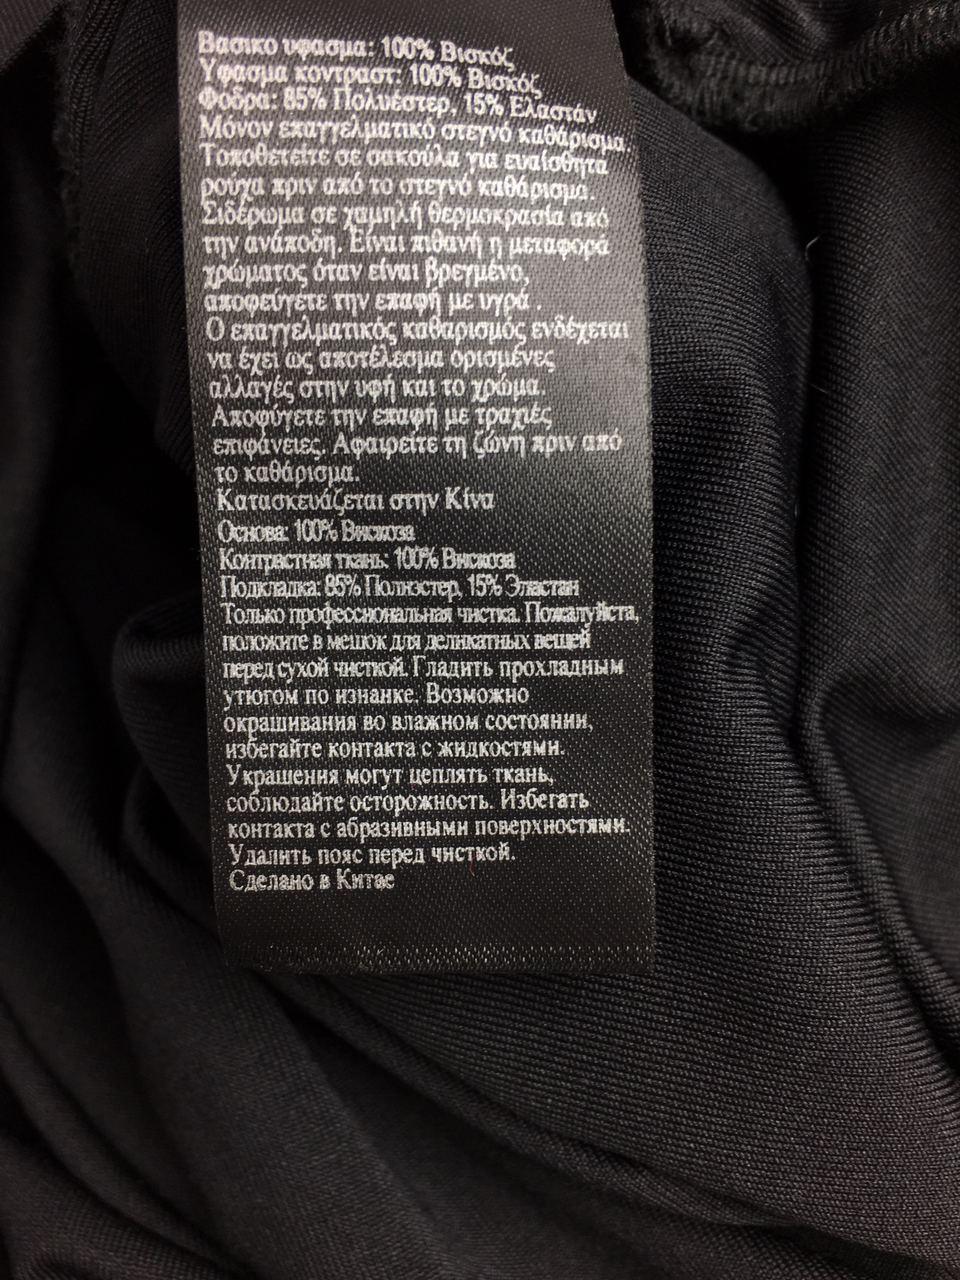 Βασικο υφασμα: 100% Βισκόζ
Υφασμα κοντραστ: 100% Βισκόζ
Φοδρα: 85% Πολυέστερ, 15% Ελαστάν
Μόνον επαγγελματικό στεγνό καθάρισμα.
Τοποθετείτε σε σακούλα για ευαίσθητα
ρούχα πριν από το στεγνό καθάρισμα.
Σιδέρωμα σε χαμηλή θερμοκρασία από
την ανάποδη. Είναι πιθανή η μεταφορά
χρώματος όταν είναι βρεγμένο,
αποφεύγετε την επαφή με υγρά .
Ο επαγγελματικός καθαρισμός ενδέχεται
να έχει ως αποτέλεσμα ορισμένες
αλλαγές στην υφή και το χρώμα.
Αποφύγετε την επαφή με τραχιές
επιφάνειες. Αφαιρείτε τη ζώνη πριν από
το καθάρισμα.
Κατασκευάζεται στην Κίνα
Основа: 100% Вискоза
Контрастная ткань: 100% Вискоза
Подкладка: 85% Полиэстер, 15% Эластан
Только профессиональная чистка. Пожалуйста,
положите в мешок для деликатных вещей
перед сухой чисткой. Гладить прохладным
утюгом по изнанке. Возможно
окрашивания во влажном состоянии,
избегайте контакта с жидкостями.
Украшения могут цеплять ткань,
соблюдайте осторожность. Избегать
контакта с абразивными поверхностями.
Удалить пояс перед чисткой.
Сделано в Китае